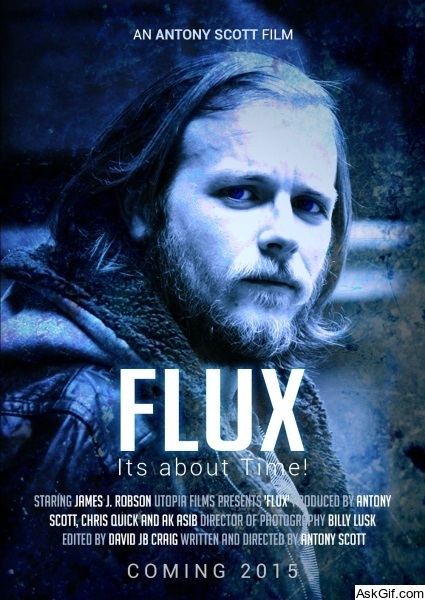 AN ANTONY SCOTT FILM
FLUX
Its about Time!
STARING JAMES J. ROBSON UTOPIA FILMS PRESENTS 'FLUX' PRODUCED BY ANTONY
SCOTT, CHRIS QUICK AND AK ASIB DIRECTOR OF PHOTOGRAPHY BILLY LUSK
EDITED BY DAVID JB CRAIG WRITTEN AND DIRECTED BY ANTONY SCOTT
COMING 2015
AskGif.com